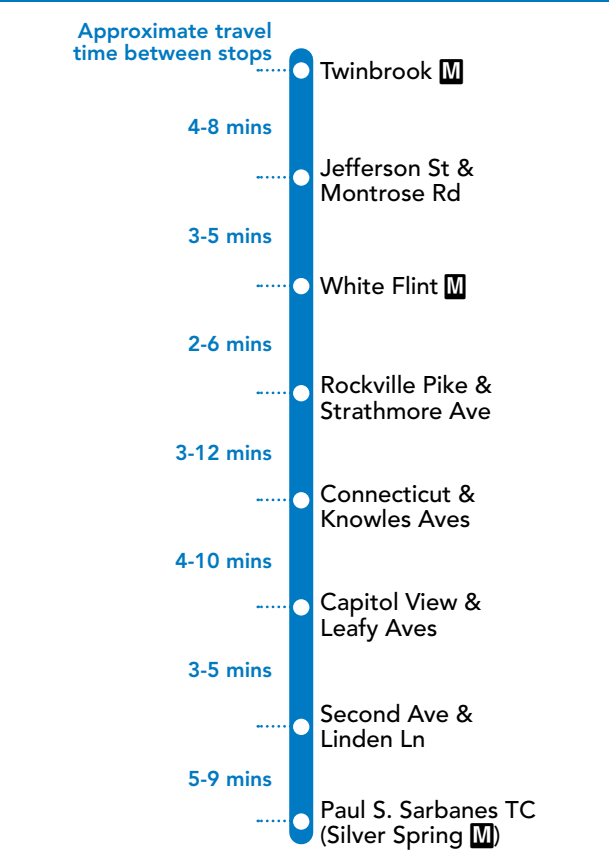 Approximate travel
time between stops
Twinbrook M
4-8 mins
Jefferson St &
Montrose Rd
3-5 mins
White Flint M
2-6 mins
Rockville Pike &
Strathmore Ave
3-12 mins
Connecticut &
Knowles Aves
4-10 mins
Capitol View &
Leafy Aves
3-5 mins
Second Ave &
Linden Ln
5-9 mins
Paul S. Sarbanes TC
(Silver Spring M)